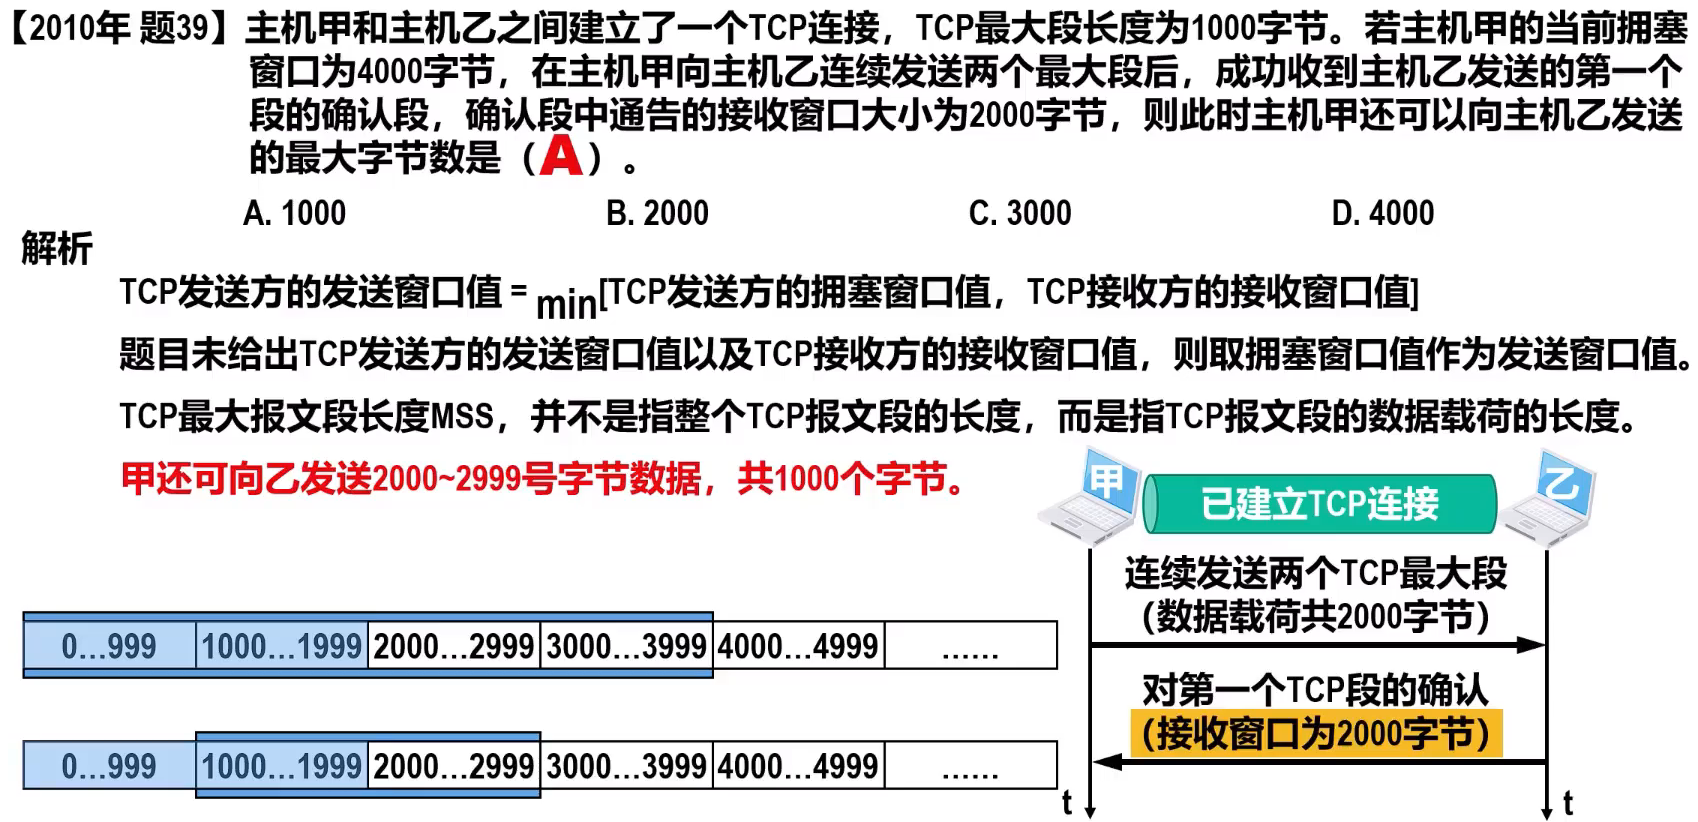 【2010年 题39】主机甲和主机乙之间建立了一个TCP连接，TCP最大段长度为1000字节。若主机甲的当前拥塞
窗口为4000字节，在主机甲向主机乙连续发送两个最大段后，成功收到主机乙发送的第一个
段的确认段，确认段中通告的接收窗口大小为2000字节，则此时主机甲还可以向主机乙发送
的最大字节数是（A）。
A. 1000 B. 2000 C. 3000 D. 4000
解析
TCP发送方的发送窗口值 = min[TCP发送方的拥塞窗口值，TCP接收方的接收窗口值]
题目未给出TCP发送方的发送窗口值以及TCP接收方的接收窗口值，则取拥塞窗口值作为发送窗口值。
TCP最大报文段长度MSS，并不是指整个TCP报文段的长度，而是指TCP报文段的数据载荷的长度。
甲还可向乙发送2000~2999号字节数据，共1000个字节。
甲 已建立TCP连接 乙
连续发送两个TCP最大段
（数据载荷共2000字节）
0...999 1000...1999 2000...2999 3000...3999 4000...4999 ......
对第一个TCP段的确认
（接收窗口为2000字节）
0...999 1000...1999 2000...2999 3000...3999 4000...4999 ......
t t